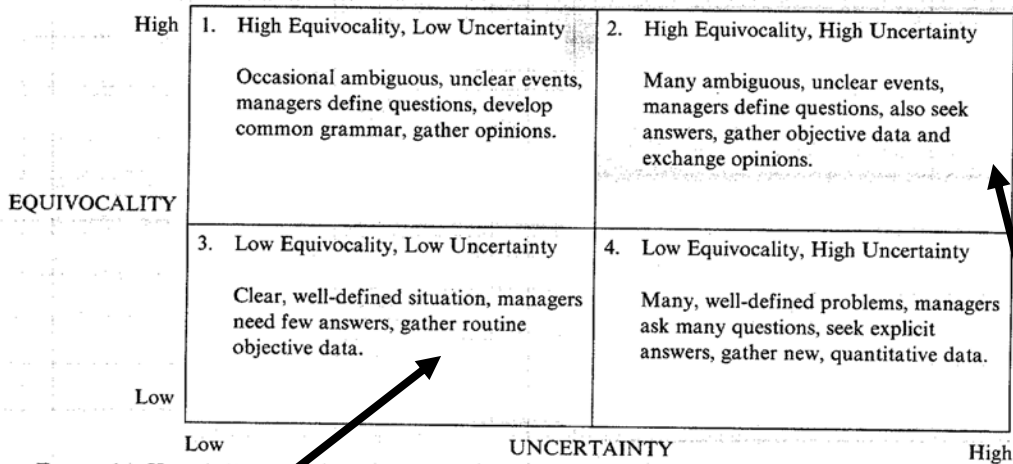 High
1. High Equivocality, Low Uncertainty
Occasional ambiguous, unclear events,
managers define questions, develop
common grammar, gather opinions.
2. High Equivocality, High Uncertainty
Many ambiguous, unclear events,
managers define questions, also seek
answers, gather objective data and
exchange opinions.
EQUIVOCALITY
3. Low Equivocality, Low Uncertainty
Clear, well-defined situation, managers
need few answers, gather routine
objective data.
4. Low Equivocality, High Uncertainty
Many, well-defined problems, managers
ask many questions, seek explicit
answers, gather new, quantitative data.
Low
Low
UNCERTAINTY
High